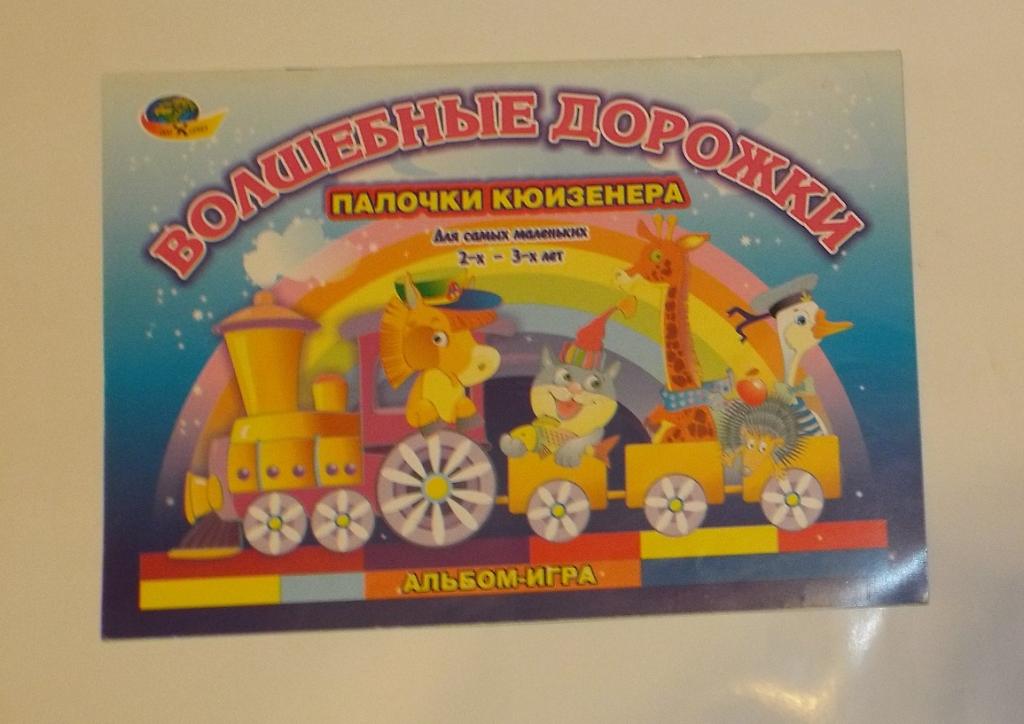 ВОЛШЕБНЫЕ ДОРОЖКИ
ПАЛОЧКИ КЮИЗЕНЕРА
Для самых маленьких
2-х - 3-х лет
АЛЬБОМ-ИГРА